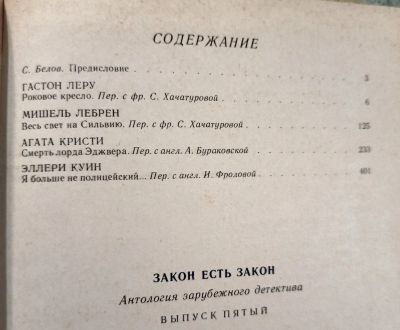 СОДЕРЖАНИЕ
С. Белов. Предисловие . . . . . . . . . . . . . 3
ГАСТОН ЛЕРУ
Роковое кресло. Пер. с фр. С. Хачатуровой . . . . . . . 6
МИШЕЛЬ ЛЕБРЕН
Весь свет на Сильвию. Пер. с фр. С. Хачатуровой . . . . . 125
АГАТА КРИСТИ
Смерть лорда Эджвера. Пер. с англ. А. Бураковской . . . . 233
ЭЛЛЕРИ КУИН
Я больше не полицейский... Пер. с англ. И. Фроловой . . . . 401
ЗАКОН ЕСТЬ ЗАКОН
Антология зарубежного детектива
ВЫПУСК ПЯТЫЙ